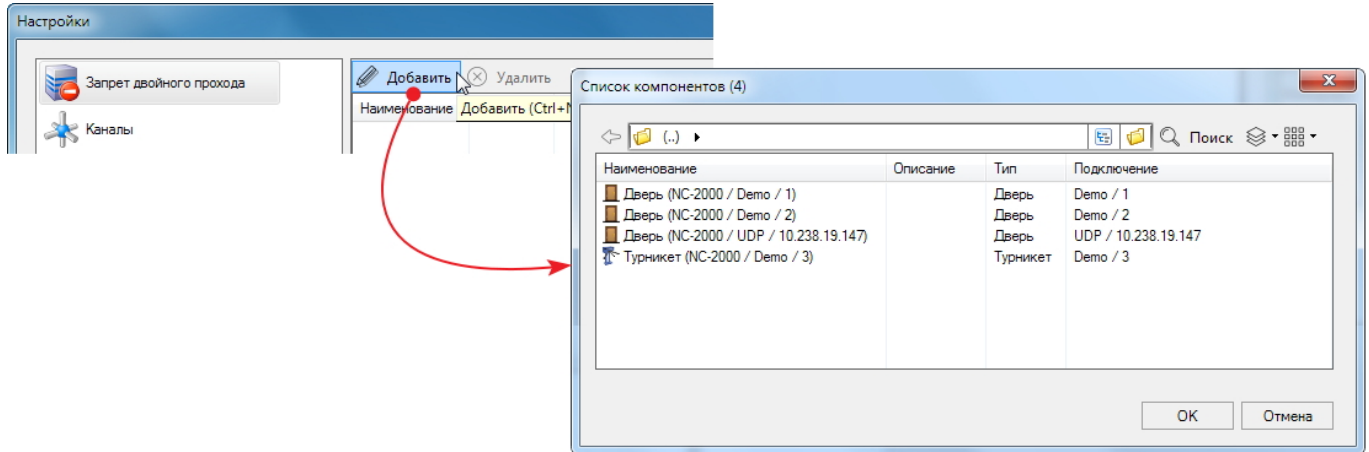 Настройки
Запрет двойного прохода
Каналы
Добавить Удалить
Наименование Добавить (Ctrl+N
Список компонентов (4)
(..) Поиск
Наименование Описание Тип Подключение
Дверь (NC-2000 / Demo / 1) Дверь Demo / 1
Дверь (NC-2000 / Demo / 2) Дверь Demo / 2
Дверь (NC-2000 / UDP / 10.238.19.147) Дверь UDP / 10.238.19.147
Турникет (NC-2000 / Demo / 3) Турникет Demo / 3
OK Отмена